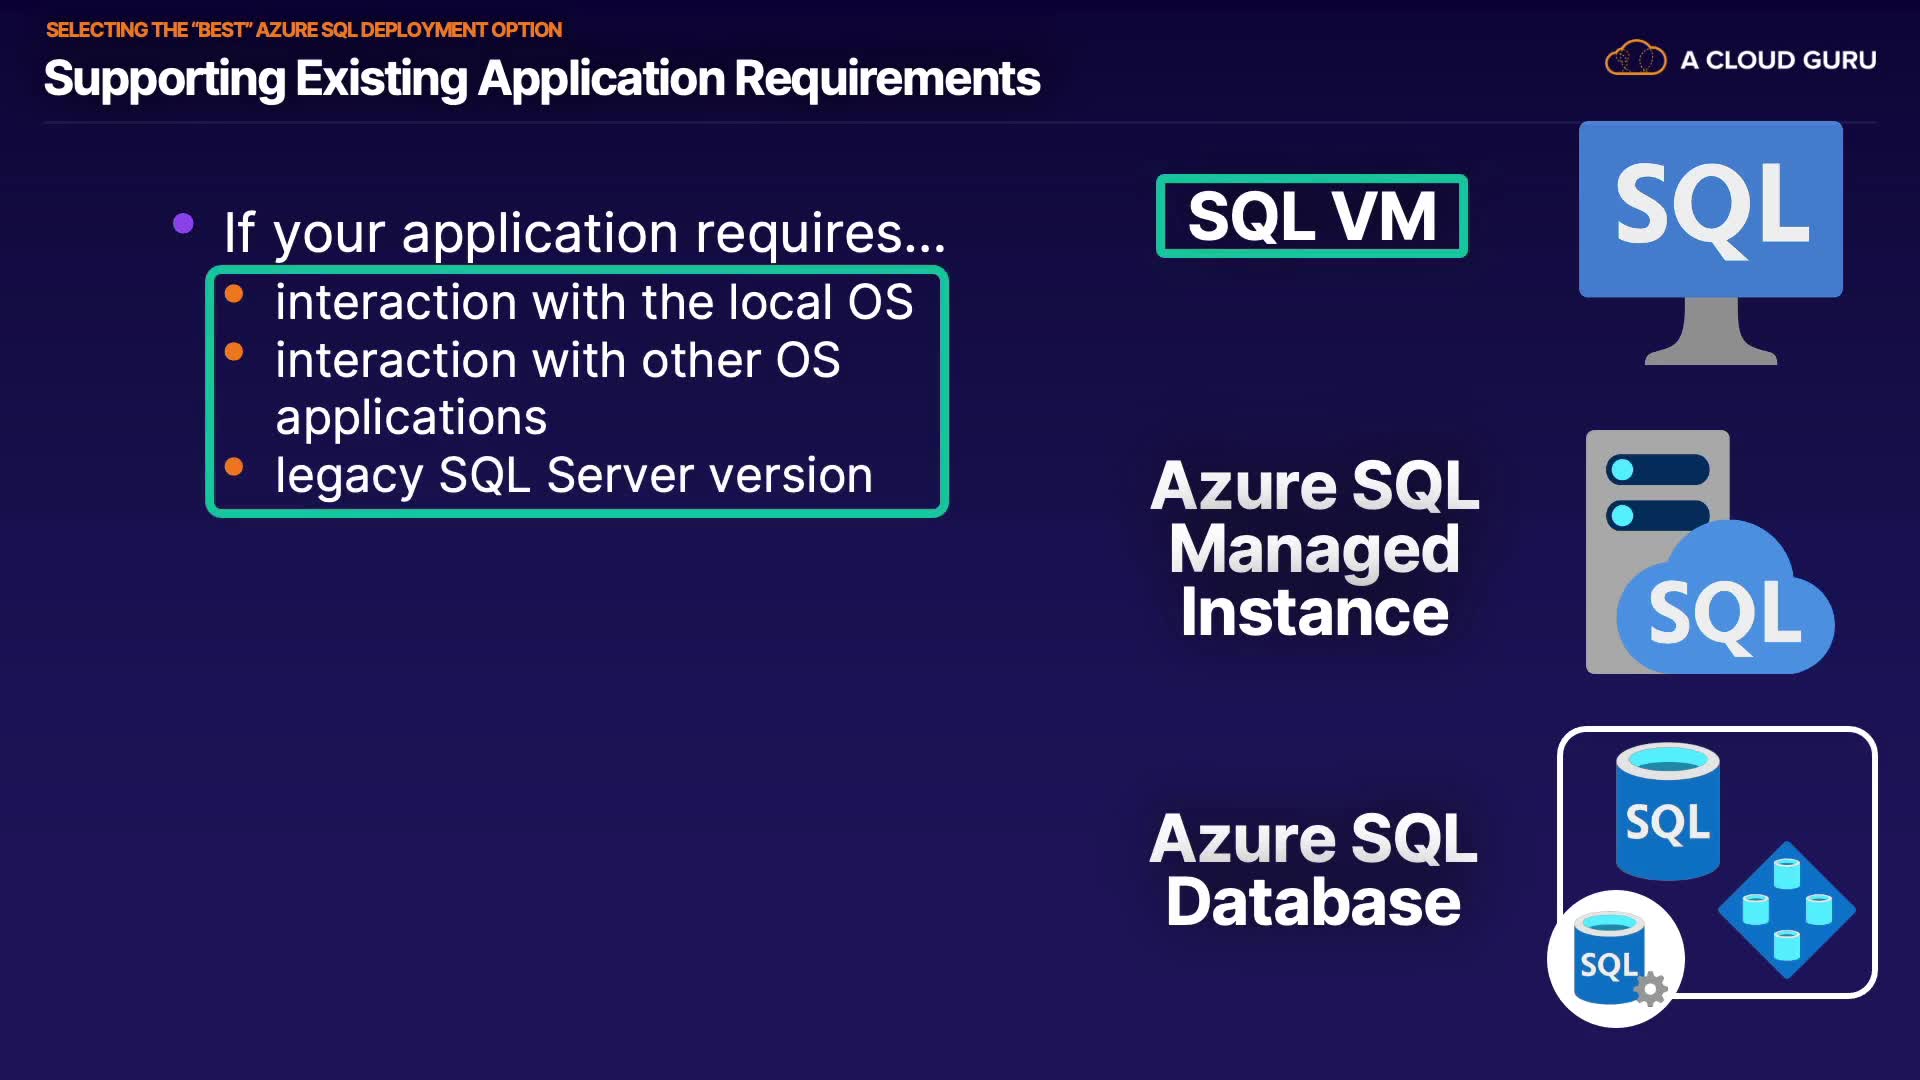 SELECTING THE “BEST” AZURE SQL DEPLOYMENT OPTION
Supporting Existing Application Requirements
A CLOUD GURU
If your application requires...
interaction with the local OS
interaction with other OS
applications
legacy SQL Server version
SQL VM
SQL
Azure SQL
Managed
Instance
SQL
Azure SQL
Database
SQL
SQL